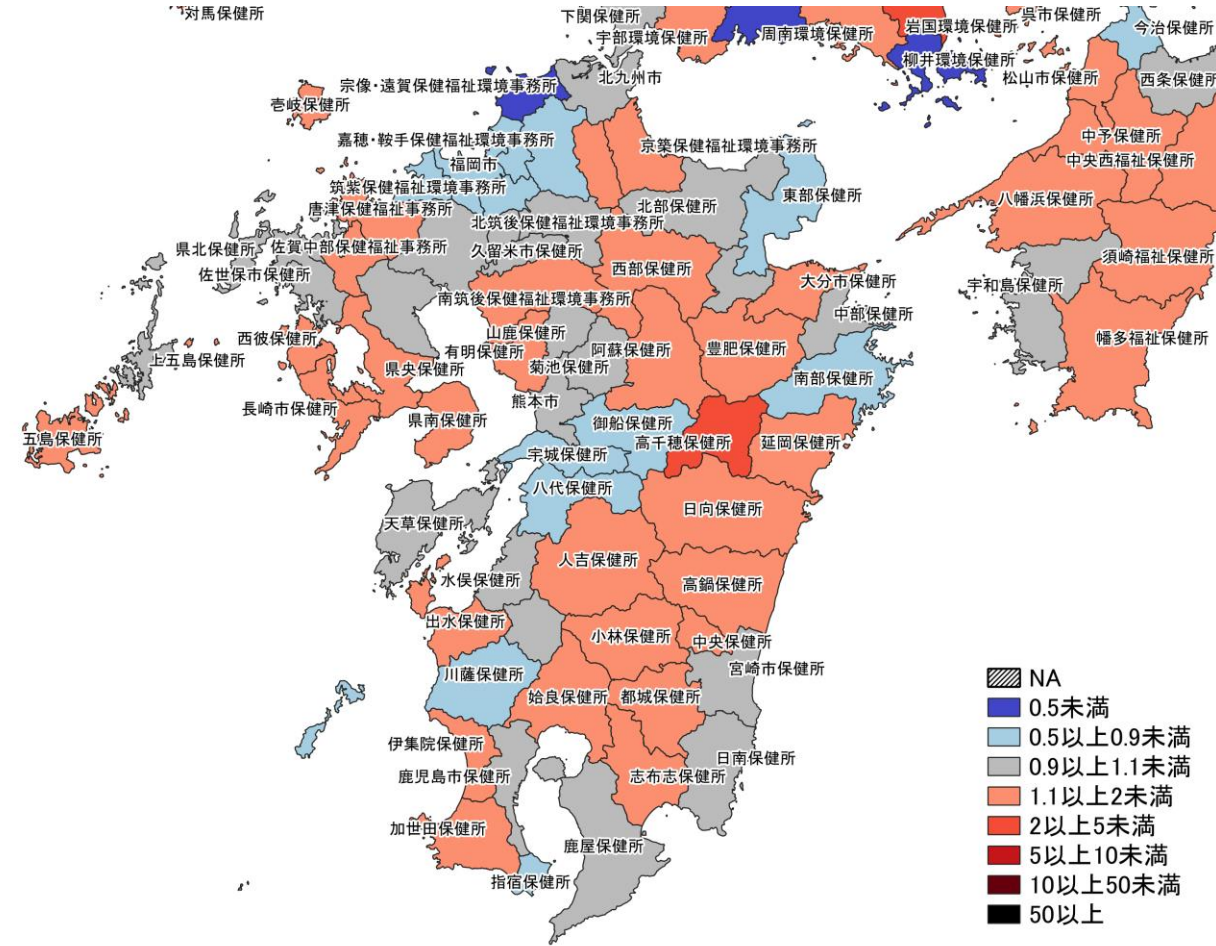 対馬保健所
下関保健所
宇部環境保健所
周南環境保健所
岩国環境保健所
呉市保健所
今治保健所
柳井環境保健所
松山市保健所
西条保健所
宗像・遠賀保健福祉環境事務所
北九州市
壱岐保健所
嘉穂・鞍手保健福祉環境事務所
京築保健福祉環境事務所
中予保健所
福岡市
中央西福祉保健所
筑紫保健福祉環境事務所
東部保健所
唐津保健福祉事務所
北部保健所
八幡浜保健所
北筑後保健福祉環境事務所
県北保健所
佐賀中部保健福祉事務所
久留米市保健所
須崎福祉保健所
佐世保市保健所
西部保健所
大分市保健所
宇和島保健所
南筑後保健福祉環境事務所
中部保健所
山鹿保健所
西彼保健所
幡多福祉保健所
有明保健所
阿蘇保健所
豊肥保健所
上五島保健所
県央保健所
菊池保健所
南部保健所
熊本市
長崎市保健所
県南保健所
御船保健所
五島保健所
高千穂保健所
延岡保健所
宇城保健所
八代保健所
日向保健所
天草保健所
人吉保健所
水俣保健所
高鍋保健所
出水保健所
小林保健所
中央保健所
宮崎市保健所
川薩保健所
姶良保健所
都城保健所
伊集院保健所
日南保健所
鹿児島市保健所
志布志保健所
加世田保健所
鹿屋保健所
指宿保健所
NA
0.5未満
0.5以上0.9未満
0.9以上1.1未満
1.1以上2未満
2以上5未満
5以上10未満
10以上50未満
50以上